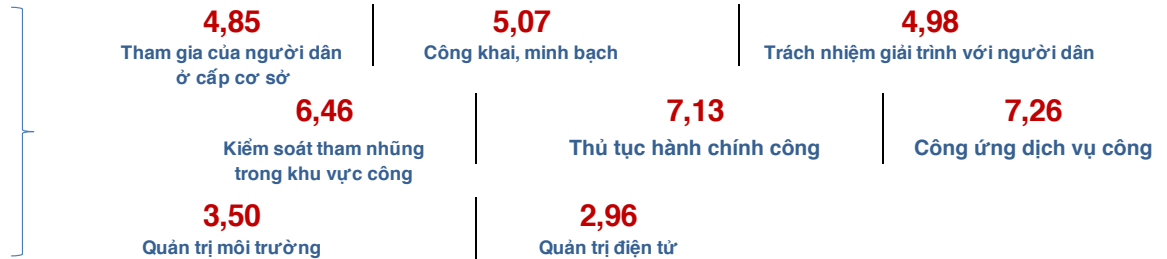 4,85
5,07
4,98
Tham gia của người dân
ở cấp cơ sở
Công khai, minh bạch
Trách nhiệm giải trình với người dân
6,46
7,13
7,26
Kiểm soát tham nhũng
trong khu vực công
Thủ tục hành chính công
Công ứng dịch vụ công
3,50
2,96
Quản trị môi trường
Quản trị điện tử